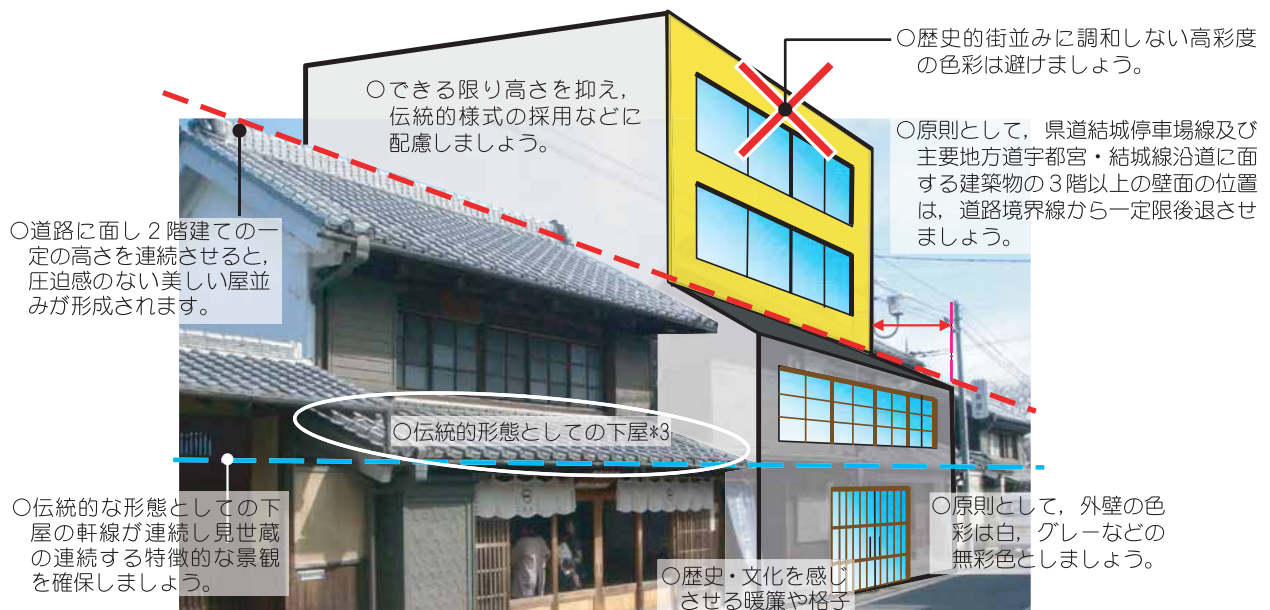 ○歴史的街並みに調和しない高彩度
の色彩は避けましょう。
○できる限り高さを抑え，
伝統的様式の採用などに
配慮しましょう。
○原則として，県道結城停車場線及び
主要地方道宇都宮・結城線沿道に面
する建築物の３階以上の壁面の位置
は，道路境界線から一定限後退させ
ましょう。
○道路に面し２階建ての一
定の高さを連続させると，
圧迫感のない美しい屋並
みが形成されます。
○伝統的形態としての下屋*3
○伝統的な形態としての下
屋の軒線が連続し見世蔵
の連続する特徴的な景観
を確保しましょう。
○原則として，外壁の色
彩は白，グレーなどの
無彩色としましょう。
○歴史・文化を感じ
させる暖簾や格子